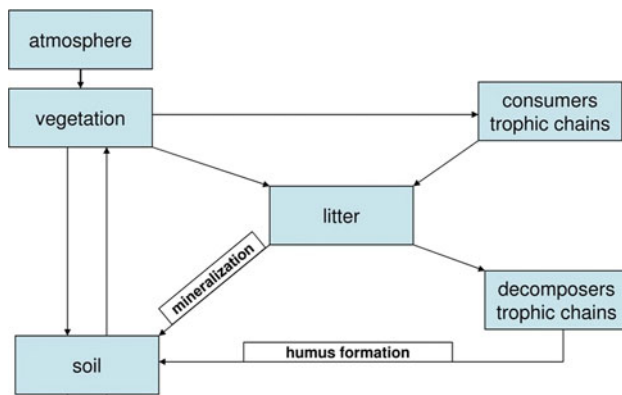 atmosphere
vegetation
consumers
trophic chains
litter
mineralization
decomposers
trophic chains
humus formation
soil